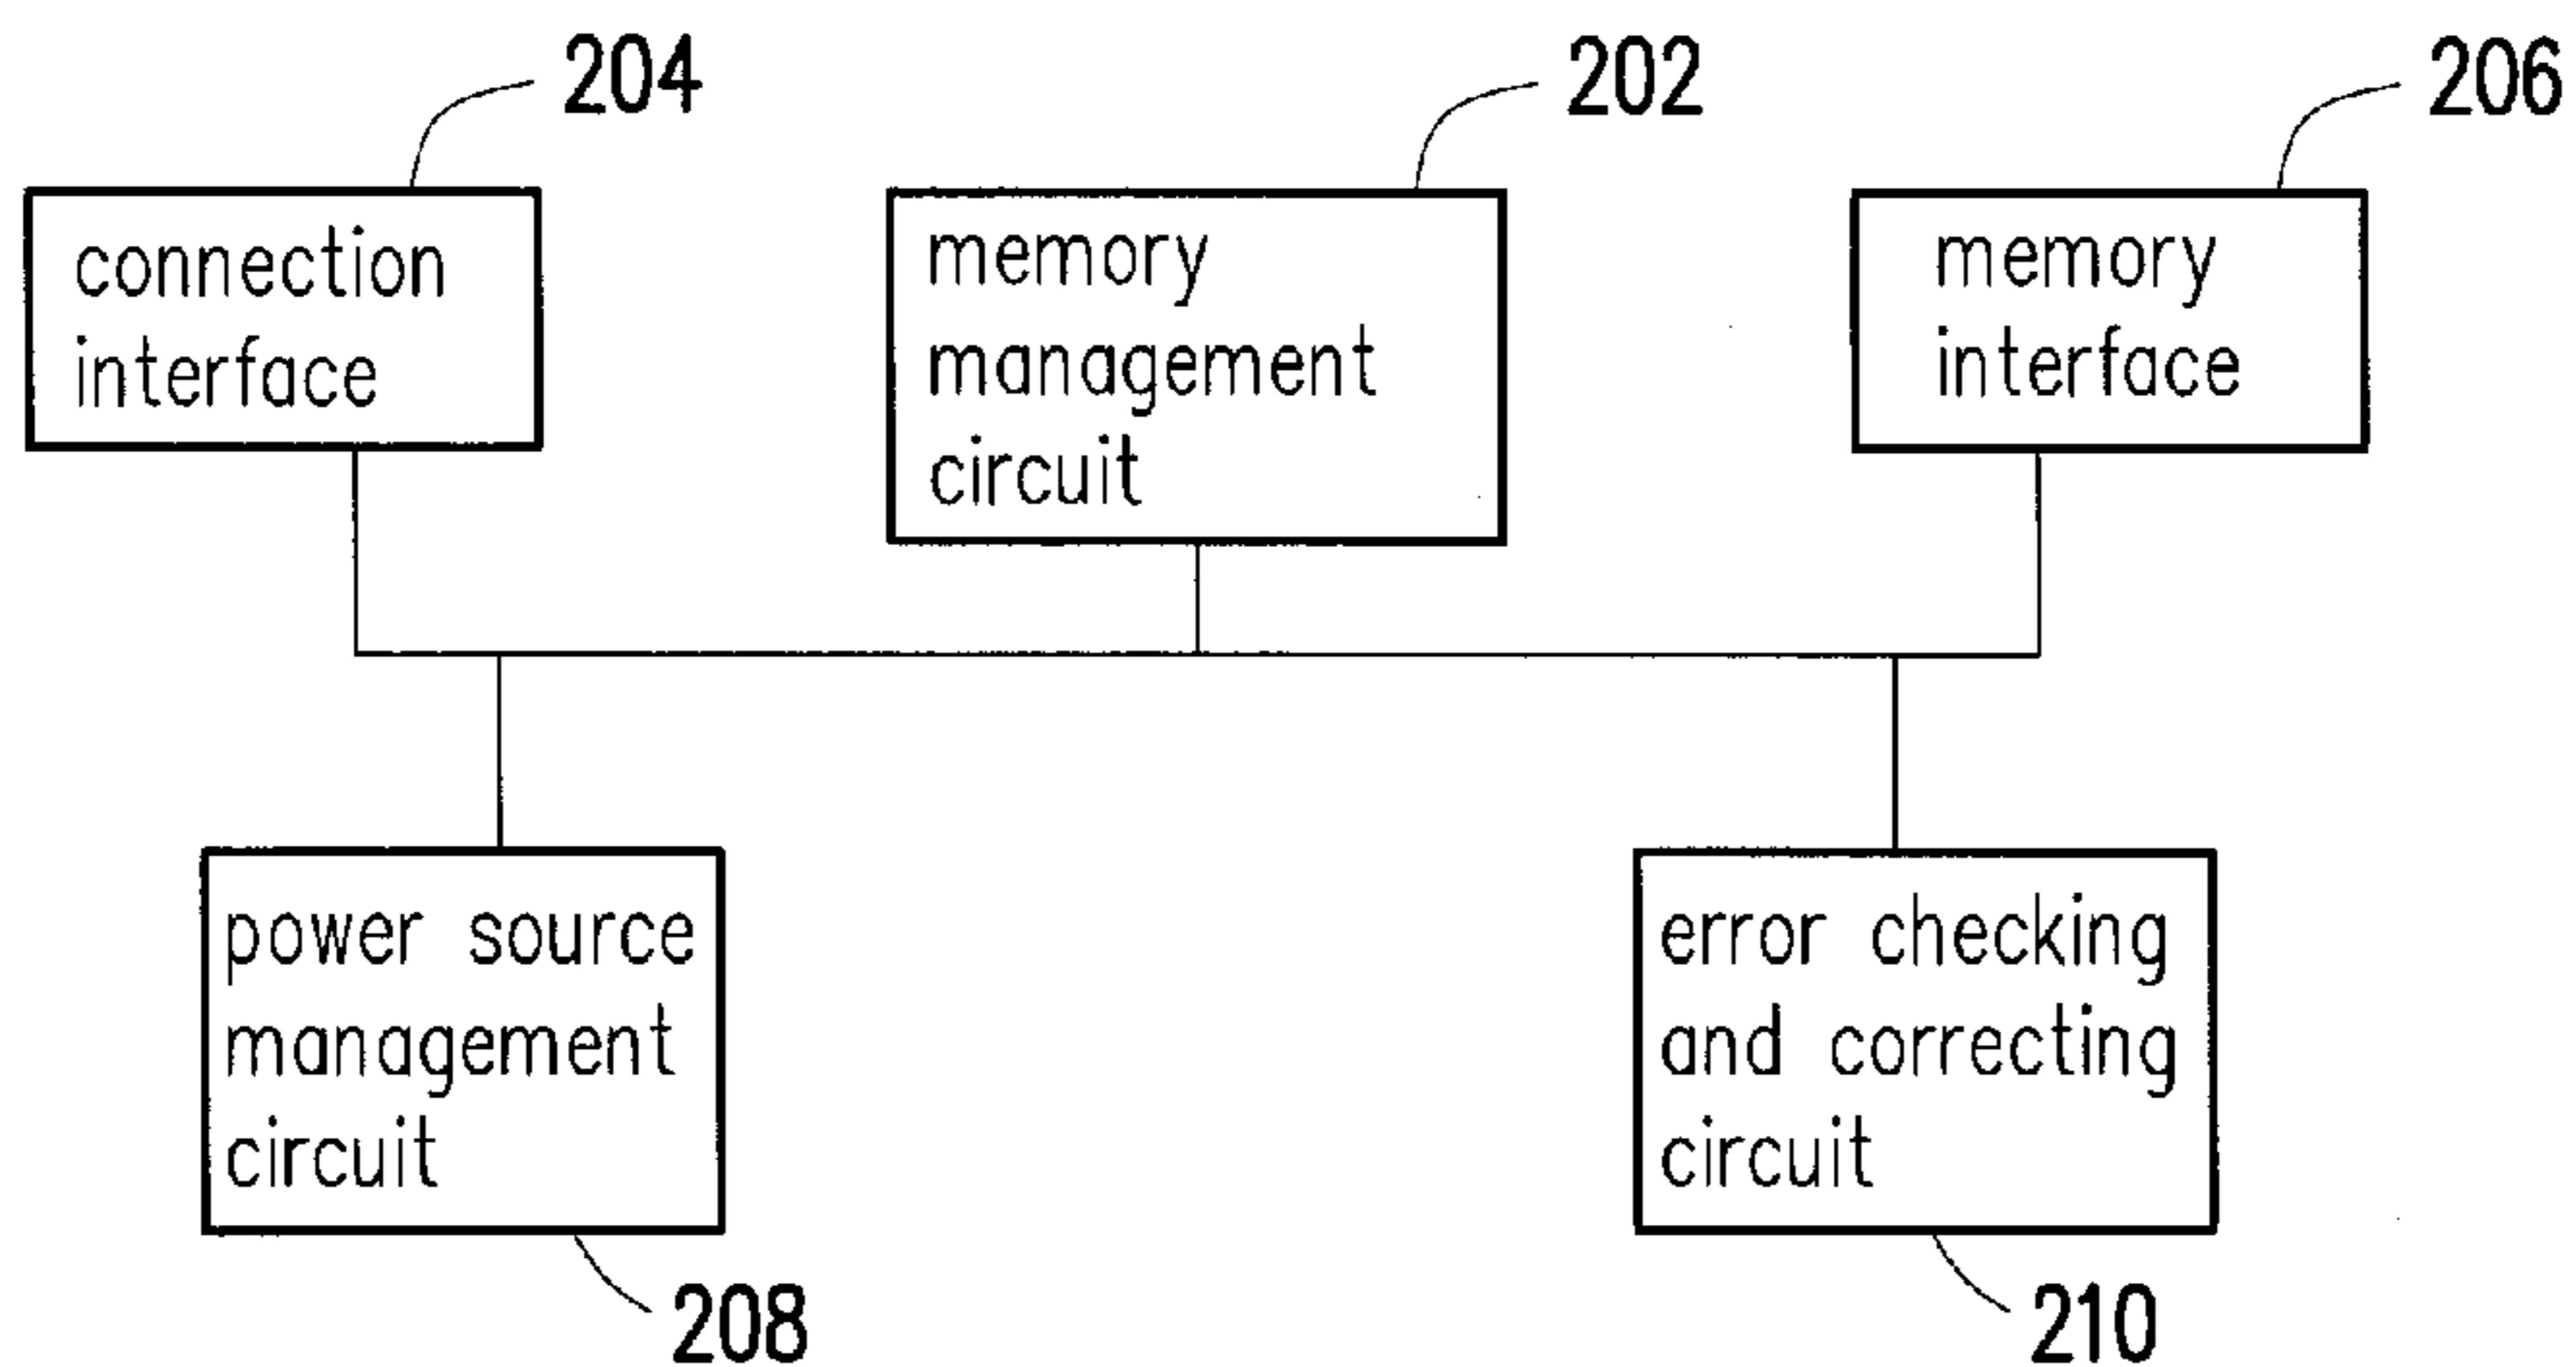 204
202
206
connection
interface
memory
management
circuit
memory
interface
power source
management
circuit
error checking
and correcting
circuit
208
210